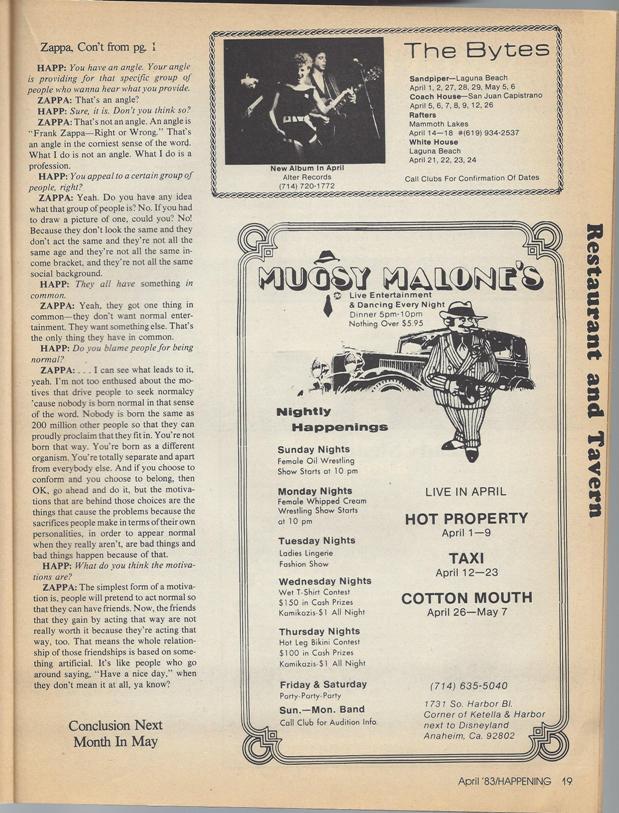 Zappa, Con't from pg. 1
HAPP: You have an angle. Your angle
is providing for that specific group of
people who wanna hear what you provide.
ZAPPA: That's an angle?
HAPP: Sure, it is. Don't you think so?
ZAPPA: That's not an angle. An angle is
"Frank Zappa—Right or Wrong." That's
an angle in the corniest sense of the word.
What I do is not an angle. What I do is a
profession.
HAPP: You appeal to a certain group of
people, right?
ZAPPA: Yeah. Do you have any idea
what that group of people is? No. If you had
to draw a picture of one, could you? No!
Because they don't look the same and they
don't act the same and they're not all the
same age and they're not all the same in-
come bracket, and they're not all the same
social background.
HAPP: They all have something in
common.
ZAPPA: Yeah, they got one thing in
common—they don't want normal enter-
tainment. They want something else. That's
the only thing they have in common.
HAPP: Do you blame people for being
normal?
ZAPPA: . . . I can see what leads to it,
yeah. I'm not too enthused about the mo-
tives that drive people to seek normalcy
'cause nobody is born normal in that sense
of the word. Nobody is born the same as
200 million other people so that they can
proudly proclaim that they fit in. You're not
born that way. You're born as a different
organism. You're totally separate and apart
from everybody else. And if you choose to
conform and you choose to belong, then
OK, go ahead and do it, but the motiva-
tions that are behind those choices are the
things that cause the problems because the
sacrifices people make in terms of their own
personalities, in order to appear normal
when they really aren't, are bad things and
bad things happen because of that.
HAPP: What do you think the motiva-
tions are?
ZAPPA: The simplest form of a motiva-
tion is, people will pretend to act normal so
that they can have friends. Now, the friends
that they gain by acting that way are not
really worth it because they're acting that
way, too. That means the whole relation-
ship of those friendships is based on some-
thing artificial. It's like people who go
around saying, "Have a nice day," when
they don't mean it at all, ya know?
Conclusion Next
Month In May
New Album In April
Alter Records
(714) 720-1772
The Bytes
Sandpiper—Laguna Beach
April 1, 2, 27, 28, 29, May 5, 6
Coach House—San Juan Capistrano
April 5, 6, 7, 8, 9, 12, 26
Rafters
Mammoth Lakes
April 14—18 #(619) 934-2537
White House
Laguna Beach
April 21, 22, 23, 24
Call Clubs For Confirmation Of Dates
MUGSY MALONE'S
Live Entertainment
& Dancing Every Night
Dinner 5pm-10pm
Nothing Over $5.95
Restaurant and Tavern
Nightly
Happenings
Sunday Nights
Female Oil Wrestling
Show Starts at 10 pm
Monday Nights
Female Whipped Cream
Wrestling Show Starts
at 10 pm
Tuesday Nights
Ladies Lingerie
Fashion Show
Wednesday Nights
Wet T-Shirt Contest
$150 in Cash Prizes
Kamikazis-$1 All Night
Thursday Nights
Hot Leg Bikini Contest
$100 in Cash Prizes
Kamikazis-$1 All Night
Friday & Saturday
Party-Party-Party
Sun.—Mon. Band
Call Club for Audition Info.
LIVE IN APRIL
HOT PROPERTY
April 1—9
TAXI
April 12—23
COTTON MOUTH
April 26—May 7
(714) 635-5040
1731 So. Harbor Bl.
Corner of Ketella & Harbor
next to Disneyland
Anaheim, Ca. 92802
April '83/HAPPENING 19